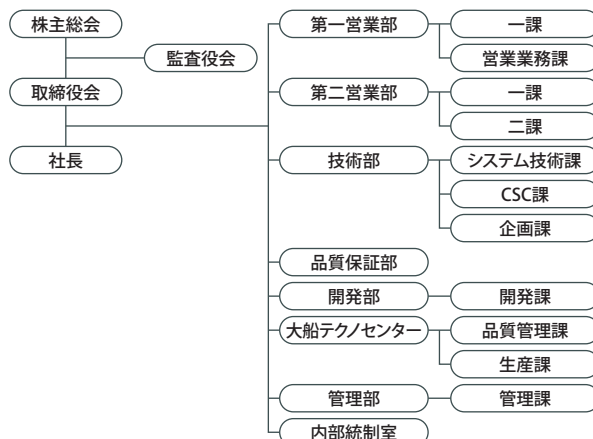 株主総会
監査役会
取締役会
社長
第一営業部
一課
営業業務課
第二営業部
一課
二課
技術部
システム技術課
CSC課
企画課
品質保証部
開発部
開発課
大船テクノセンター
品質管理課
生産課
管理部
管理課
内部統制室